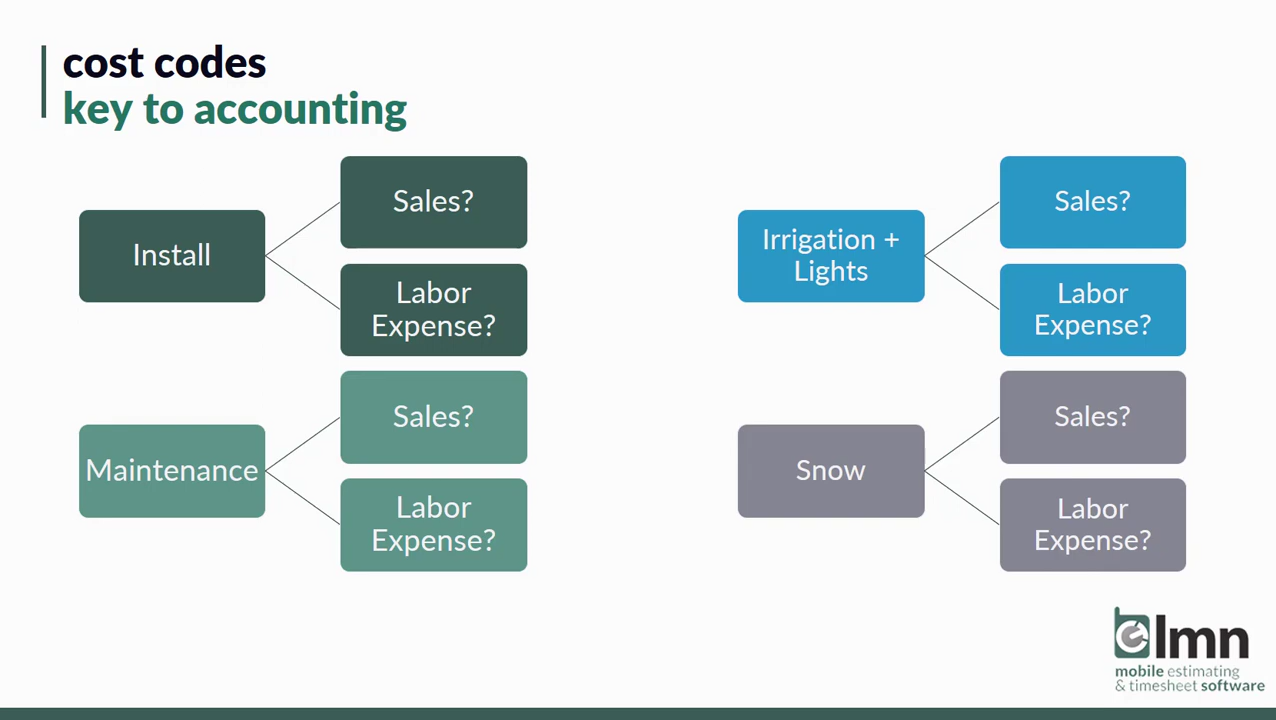 cost codes
key to accounting
Install
Sales?
Labor
Expense?
Maintenance
Sales?
Labor
Expense?
Irrigation +
Lights
Sales?
Labor
Expense?
Snow
Sales?
Labor
Expense?
lmn
mobile estimating
& timesheet software